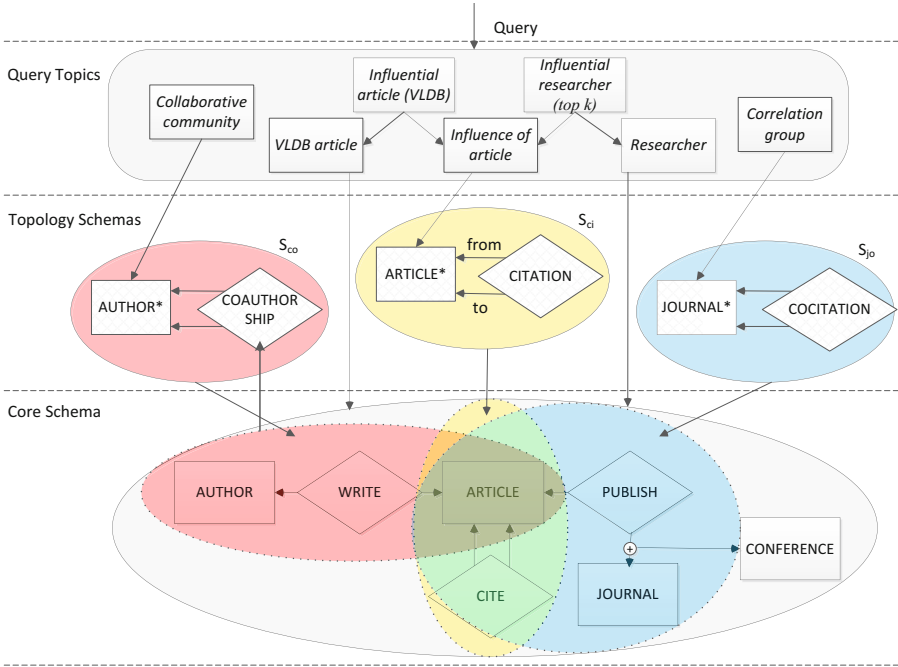 Query
Query Topics
Influential
article (VLDB)
Influential
researcher
(top k)
Collaborative
community
VLDB article
Influence of
article
Researcher
Correlation
group
Topology Schemas
Sco
AUTHOR*
COAUTHOR
SHIP
Sci
from
ARTICLE*
CITATION
to
Sjo
JOURNAL*
COCITATION
Core Schema
AUTHOR
WRITE
ARTICLE
PUBLISH
+
CONFERENCE
CITE
JOURNAL